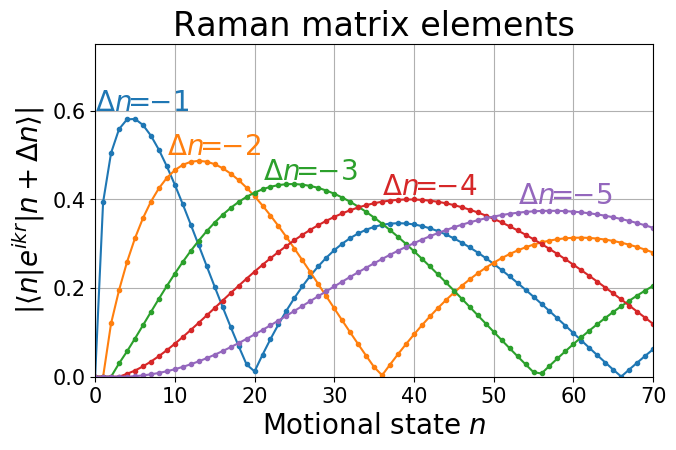 Raman matrix elements
|⟨n|e^{ikr}|n + Δn⟩|
0.6
0.4
0.2
0.0
Δn=−1
Δn=−2
Δn=−3
Δn=−4
Δn=−5
0 10 20 30 40 50 60 70
Motional state n